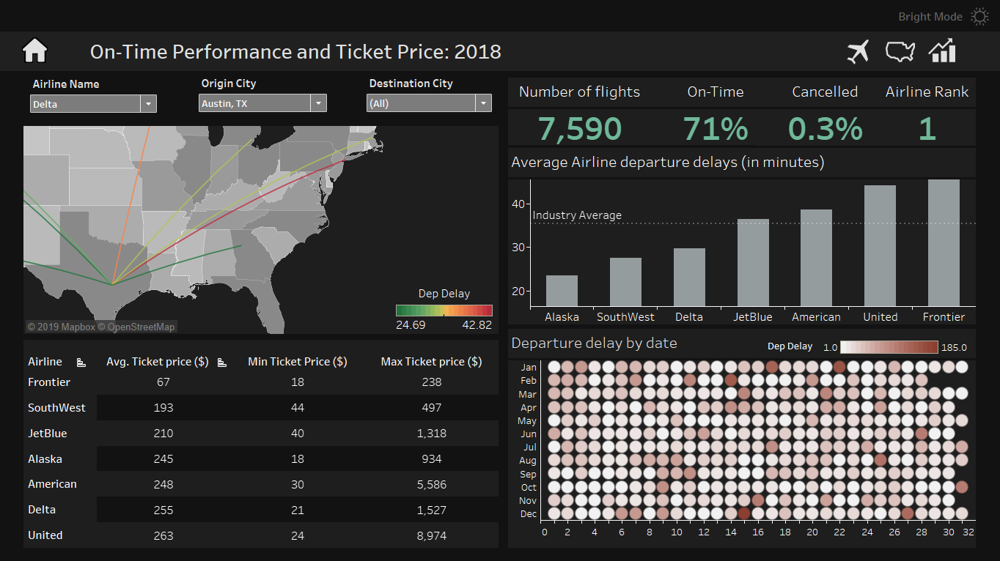 Bright Mode
On-Time Performance and Ticket Price: 2018
Airline Name
Origin City
Destination City
Delta
Austin, TX
(All)
Number of flights
On-Time
Cancelled
Airline Rank
7,590
71%
0.3%
1
Dep Delay
24.69 42.82
© 2019 Mapbox © OpenStreetMap
Average Airline departure delays (in minutes)
40
Industry Average
30
20
Alaska SouthWest Delta JetBlue American United Frontier
Airline Avg. Ticket price ($) Min Ticket Price ($) Max Ticket price ($)
Frontier 67 18 238
SouthWest 193 44 497
JetBlue 210 40 1,318
Alaska 245 18 934
American 248 30 5,586
Delta 255 21 1,527
United 263 24 8,974
Departure delay by date
Dep Delay 1.0 185.0
Jan
Feb
Mar
Apr
May
Jun
Jul
Aug
Sep
Oct
Nov
Dec
0 2 4 6 8 10 12 14 16 18 20 22 24 26 28 30 32